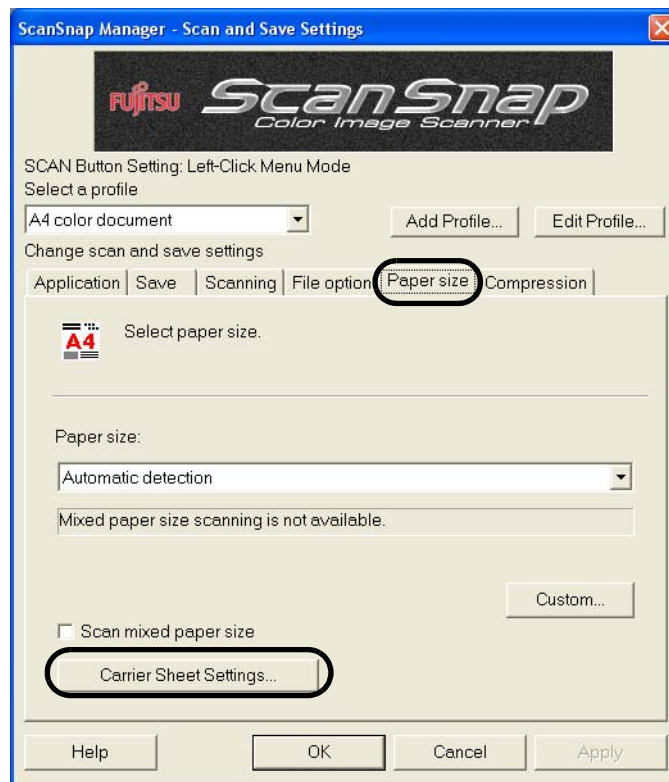 ScanSnap Manager - Scan and Save Settings
FUJITSU ScanSnap
Color Image Scanner
SCAN Button Setting: Left-Click Menu Mode
Select a profile
A4 color document Add Profile... Edit Profile...
Change scan and save settings
Application Save Scanning File option Paper size Compression
A4 Select paper size.
Paper size:
Automatic detection
Mixed paper size scanning is not available.
Custom...
Scan mixed paper size
Carrier Sheet Settings...
Help OK Cancel Apply